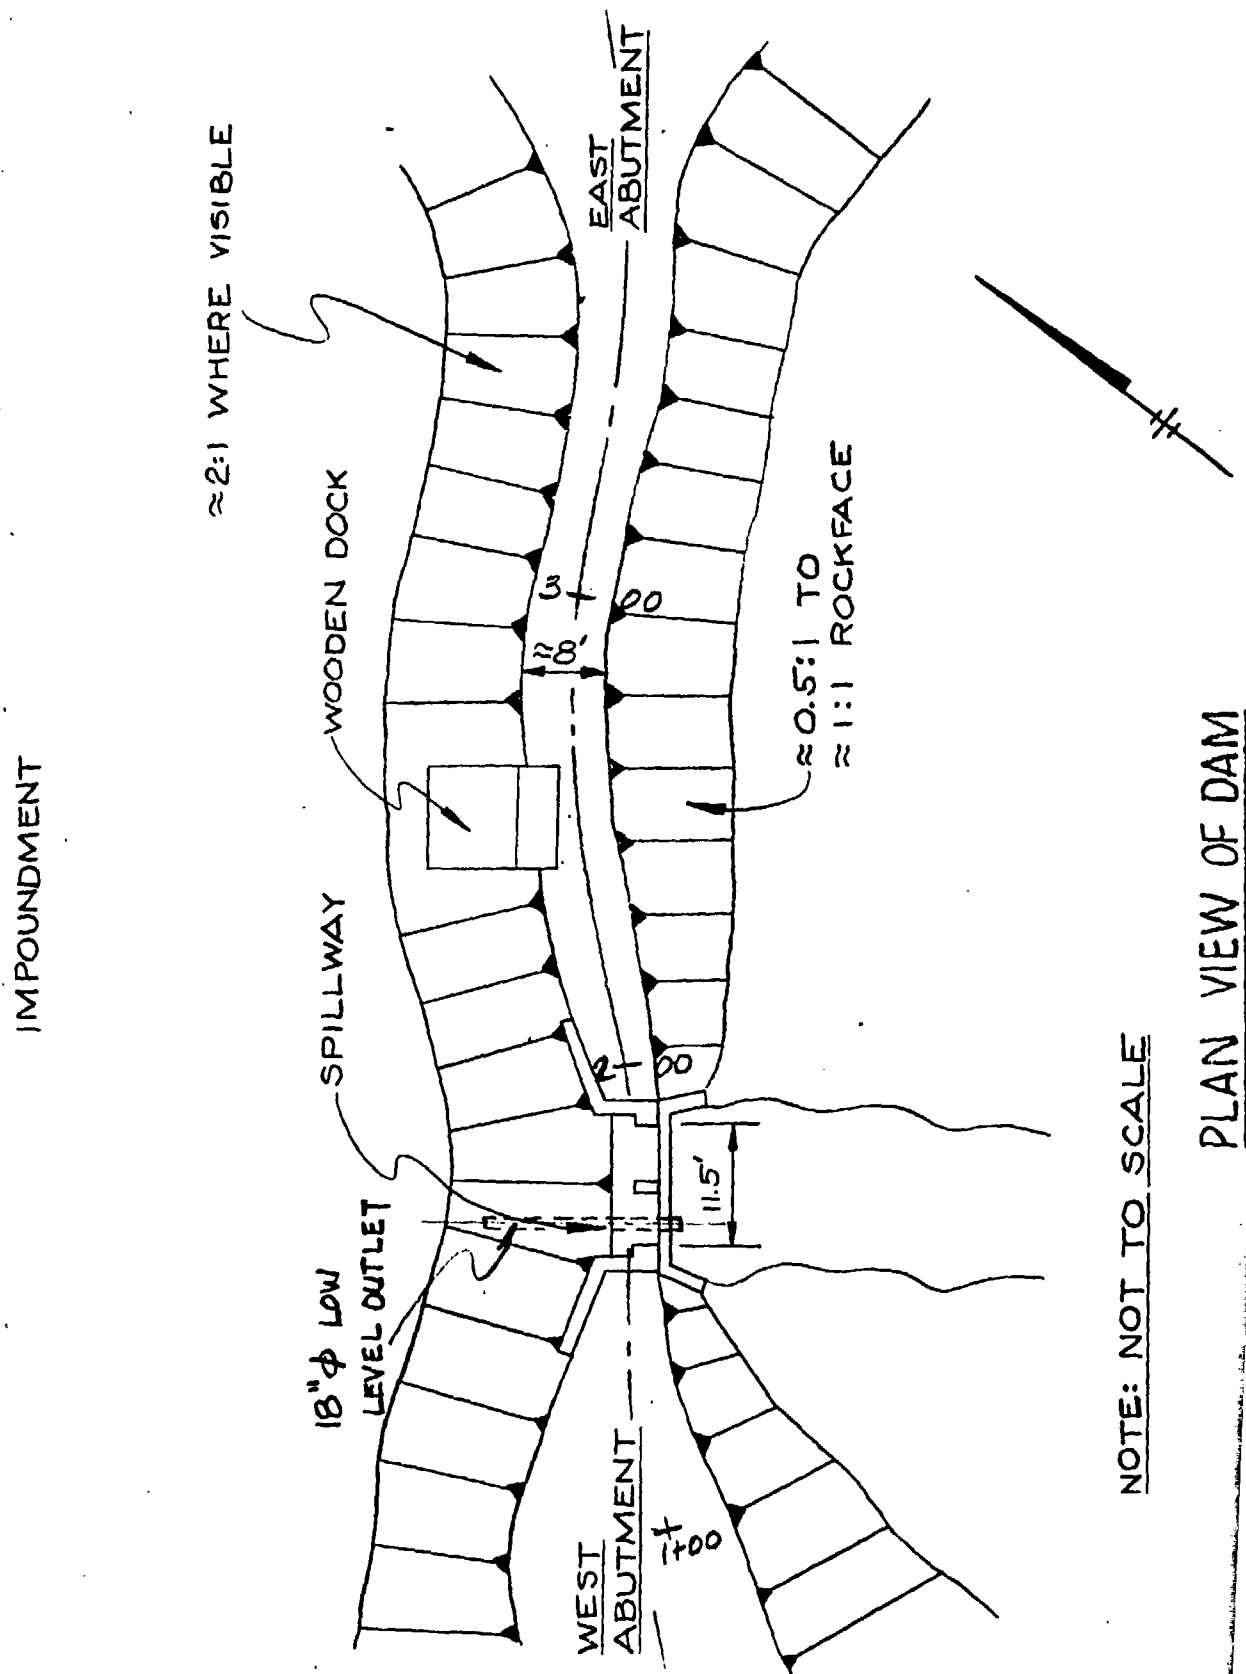 IMPOUNDMENT
≈2:1 WHERE VISIBLE
WOODEN DOCK
SPILLWAY
18"ϕ LOW
LEVEL OUTLET
EAST
ABUTMENT
3+00
≈8'
2+00
11.5'
WEST
ABUTMENT
1+00
≈0.5:1 TO
≈1:1 ROCKFACE
NOTE: NOT TO SCALE
PLAN VIEW OF DAM